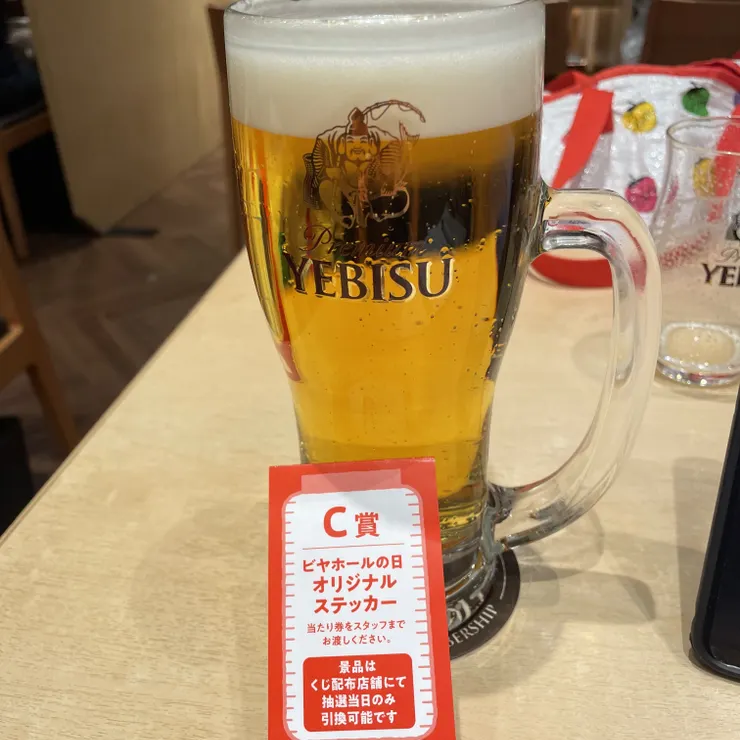 Premium
YEBISU
YE
C賞
ビヤホールの日
オリジナル
ステッカー
当たり券をスタッフまで
お渡しください。
景品は
くじ配布店舗にて
抽選当日のみ
引換可能です
BERSHIP